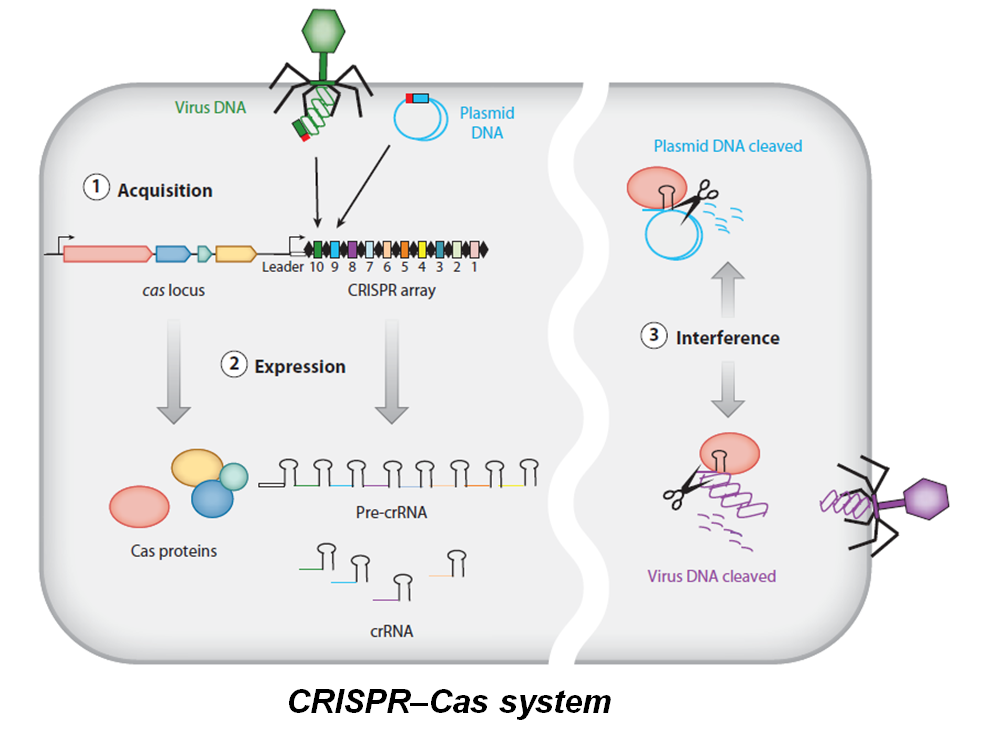 Virus DNA
Plasmid
DNA
1 Acquisition
Leader 10 9 8 7 6 5 4 3 2 1
cas locus
CRISPR array
2 Expression
Pre-crRNA
Cas proteins
crRNA
Plasmid DNA cleaved
3 Interference
Virus DNA cleaved
CRISPR–Cas system